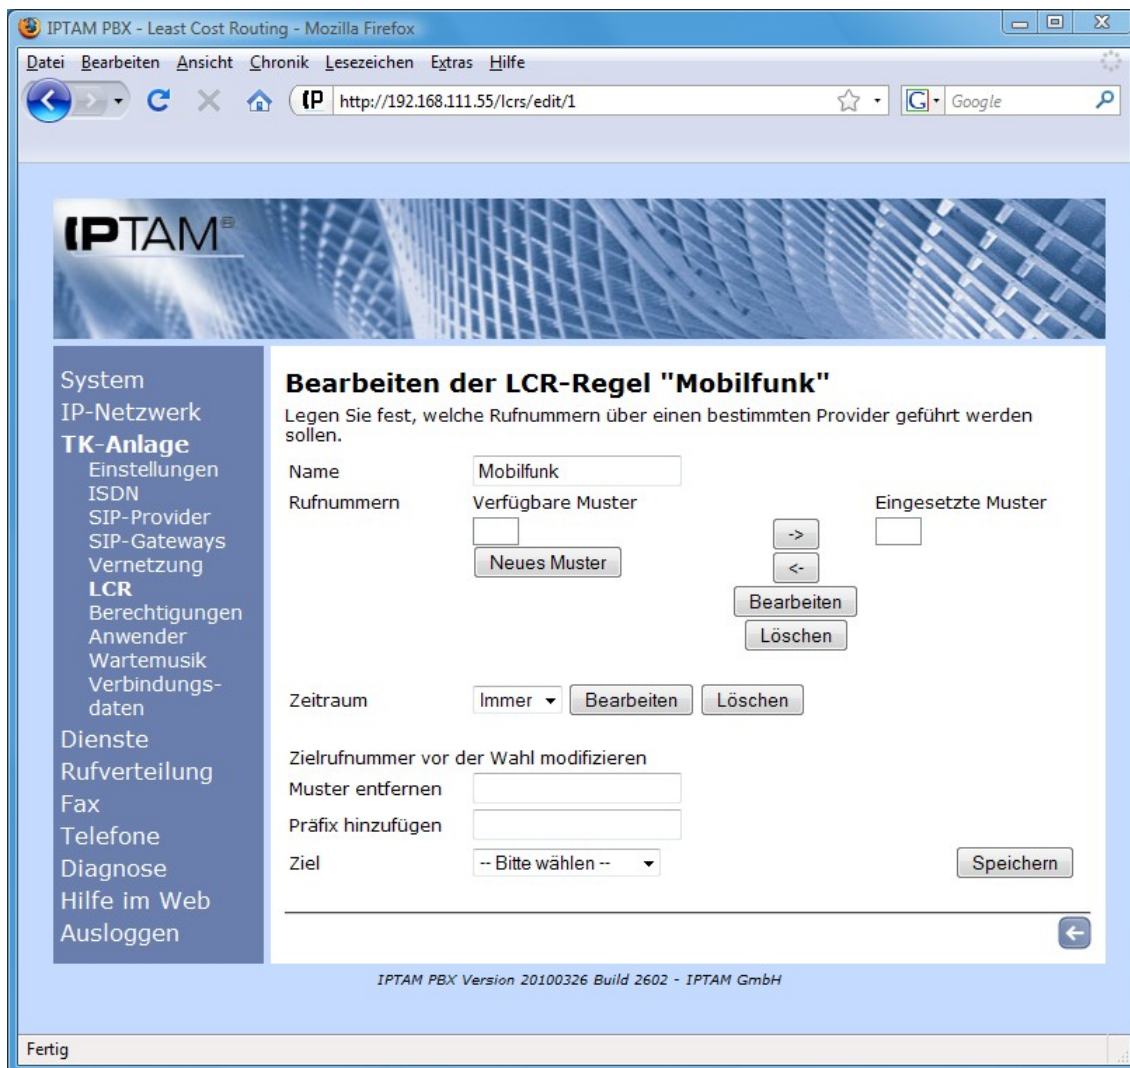 IPTAM PBX - Least Cost Routing - Mozilla Firefox
Datei Bearbeiten Ansicht Chronik Lesezeichen Extras Hilfe
http://192.168.111.55/lcrs/edit/1
Google
IPTAM®
System
IP-Netzwerk
TK-Anlage
Einstellungen
ISDN
SIP-Provider
SIP-Gateways
Vernetzung
LCR
Berechtigungen
Anwender
Wartemusik
Verbindungs-
daten
Dienste
Rufverteilung
Fax
Telefone
Diagnose
Hilfe im Web
Ausloggen
Bearbeiten der LCR-Regel "Mobilfunk"
Legen Sie fest, welche Rufnummern über einen bestimmten Provider geführt werden
sollen.
Name Mobilfunk
Rufnummern Verfügbare Muster Eingesetzte Muster
->
Neues Muster <-
Bearbeiten
Löschen
Zeitraum Immer Bearbeiten Löschen
Zielrufnummer vor der Wahl modifizieren
Muster entfernen
Präfix hinzufügen
Ziel -- Bitte wählen -- Speichern
IPTAM PBX Version 20100326 Build 2602 - IPTAM GmbH
Fertig